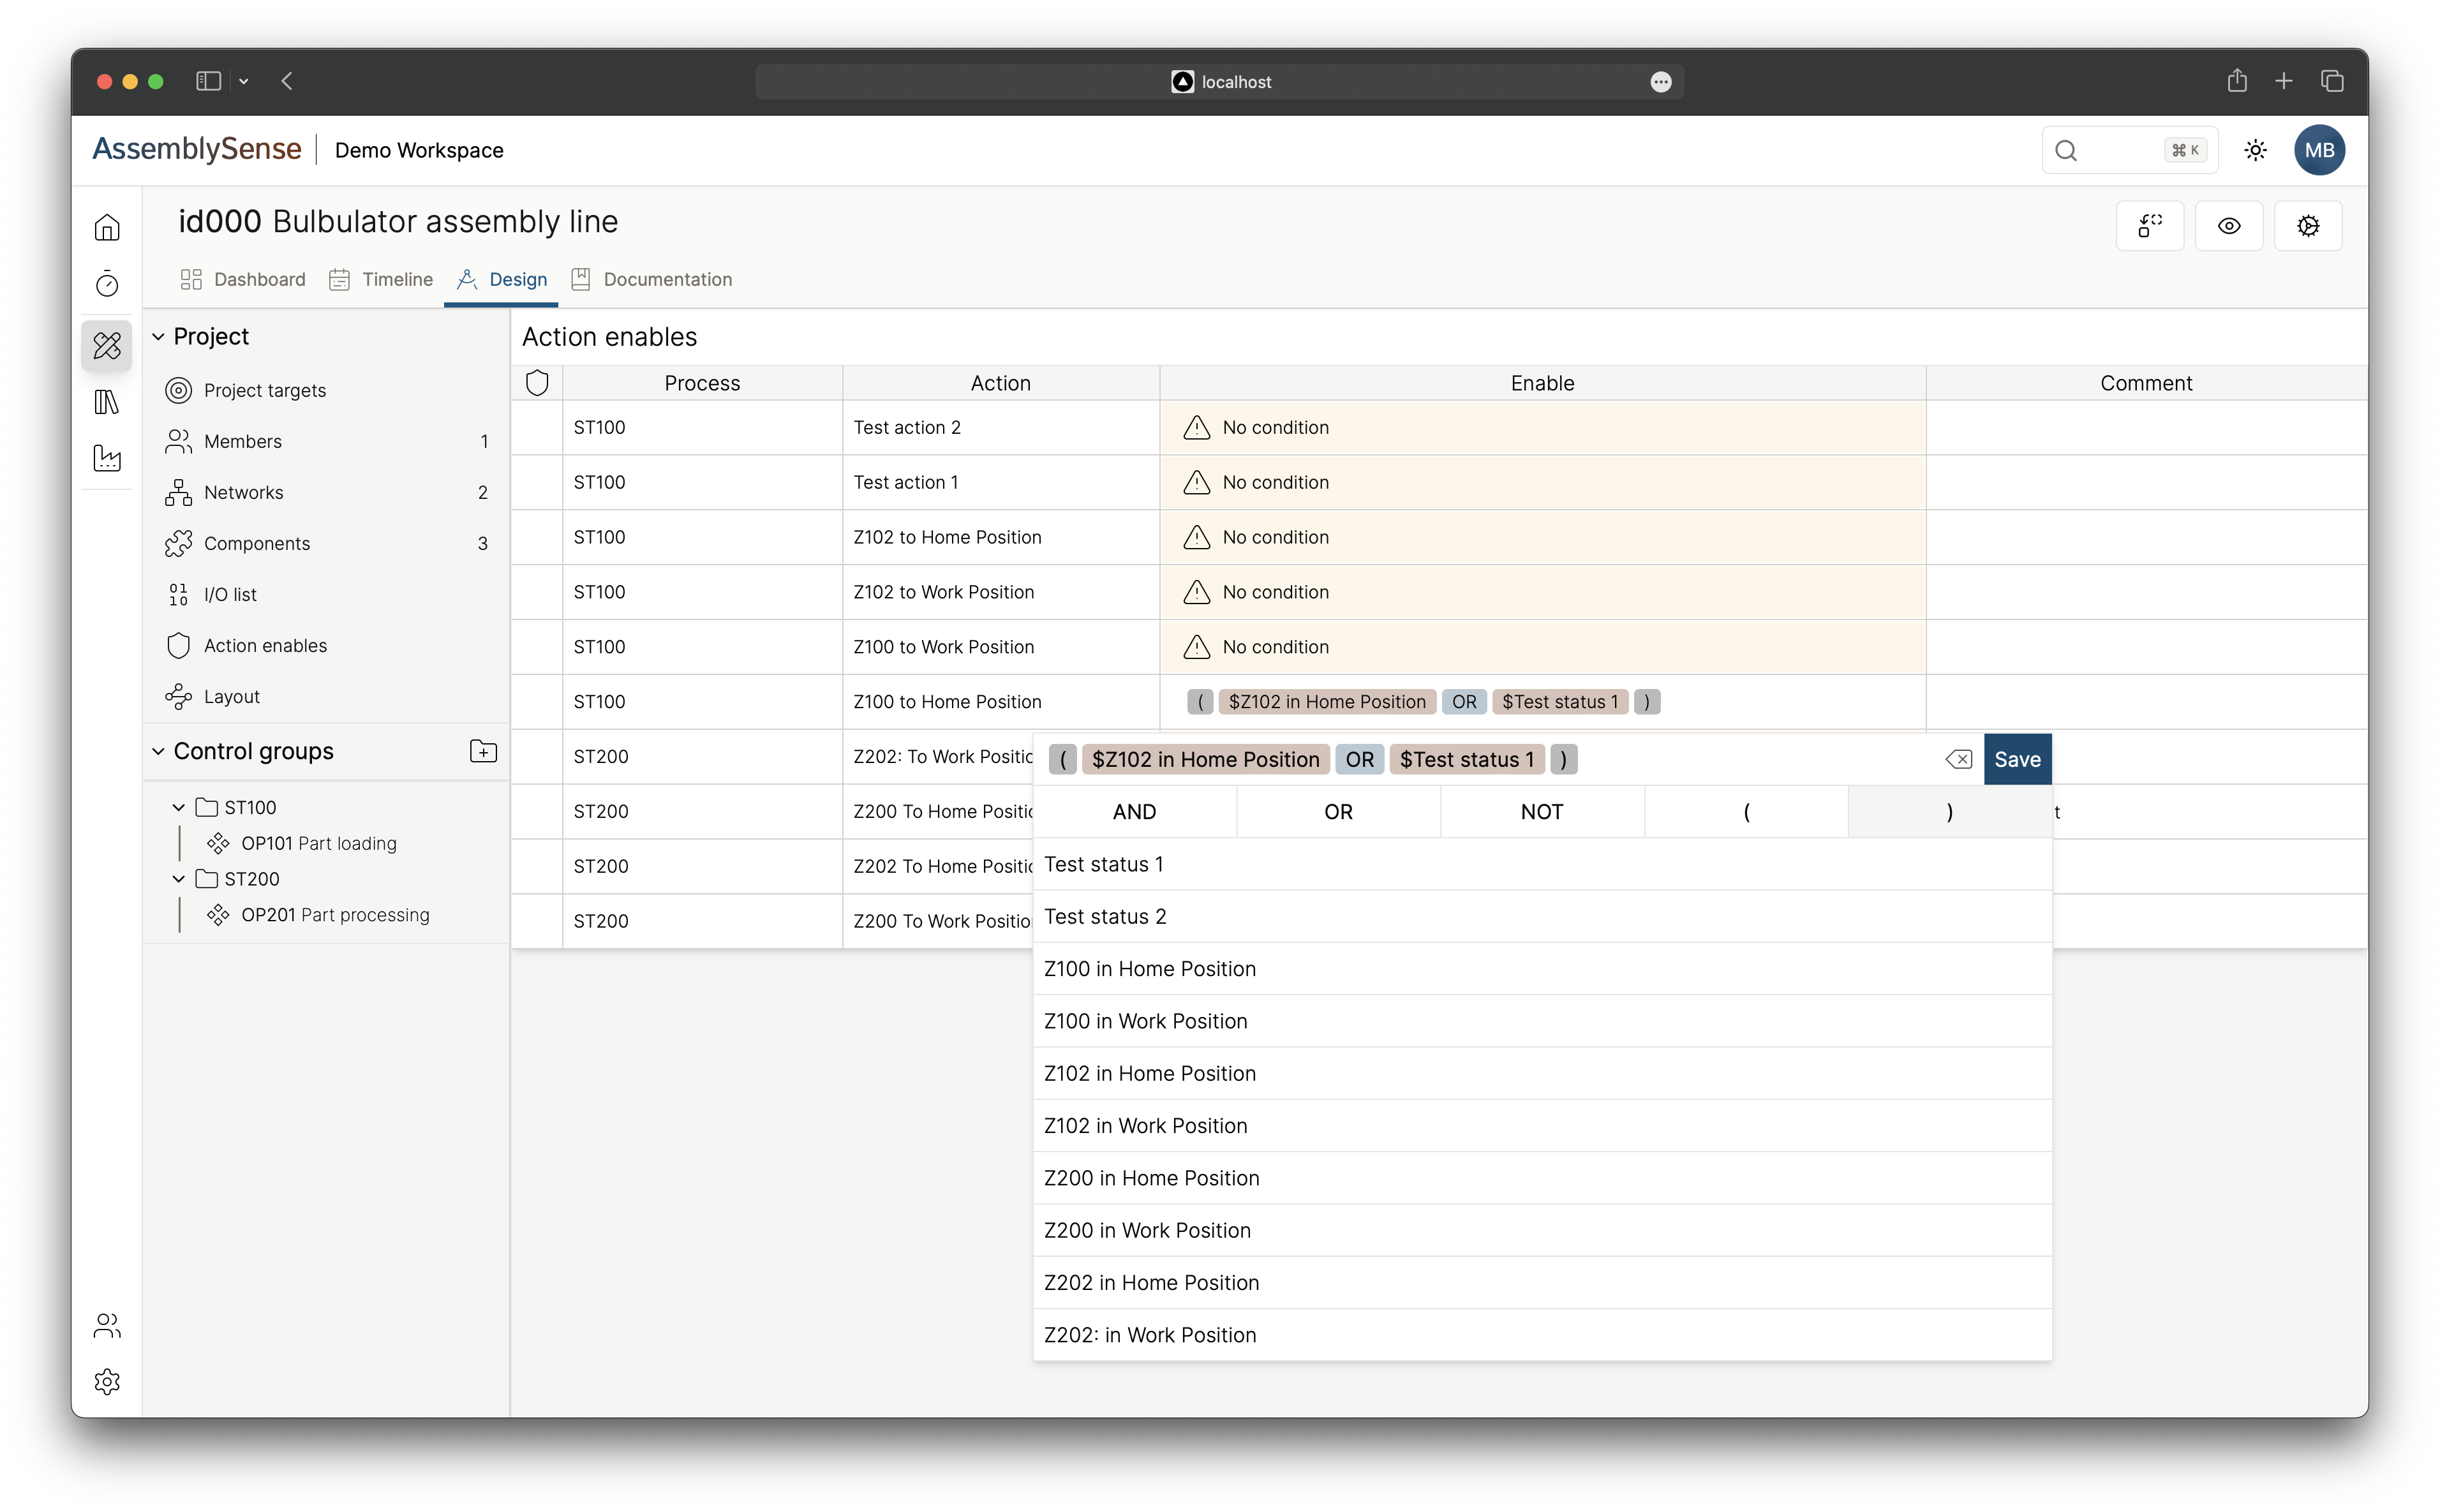 localhost
AssemblySense | Demo Workspace
⌘ K
MB
id000 Bulbulator assembly line
Dashboard Timeline Design Documentation
Project
Project targets
Members 1
Networks 2
Components 3
I/O list
Action enables
Layout
Control groups
ST100
OP101 Part loading
ST200
OP201 Part processing
Action enables
Process Action Enable Comment
ST100 Test action 2 No condition
ST100 Test action 1 No condition
ST100 Z102 to Home Position No condition
ST100 Z102 to Work Position No condition
ST100 Z100 to Work Position No condition
ST100 Z100 to Home Position ( $Z102 in Home Position OR $Test status 1 )
ST200 Z202: To Work Positio
ST200 Z200 To Home Positi
ST200 Z202 To Home Positi
ST200 Z200 To Work Positio
( $Z102 in Home Position OR $Test status 1 ) Save
AND OR NOT ( )
t
Test status 1
Test status 2
Z100 in Home Position
Z100 in Work Position
Z102 in Home Position
Z102 in Work Position
Z200 in Home Position
Z200 in Work Position
Z202 in Home Position
Z202: in Work Position